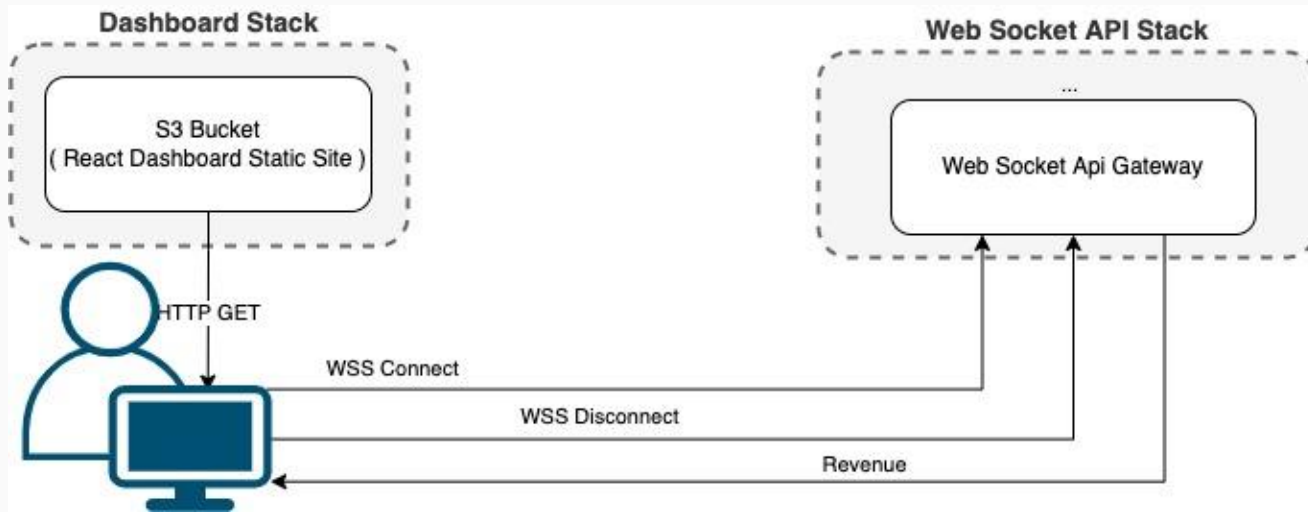 Dashboard Stack
Web Socket API Stack
S3 Bucket
( React Dashboard Static Site )
...
Web Socket Api Gateway
HTTP GET
WSS Connect
WSS Disconnect
Revenue